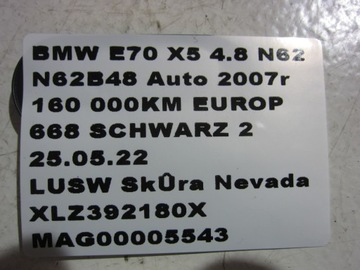 BMW E70 X5 4.8 N62
N62B48 Auto 2007r
160 000KM EUROP
668 SCHWARZ 2
25.05.22
LUSW SkÛra Nevada
XLZ392180X
MAG00005543